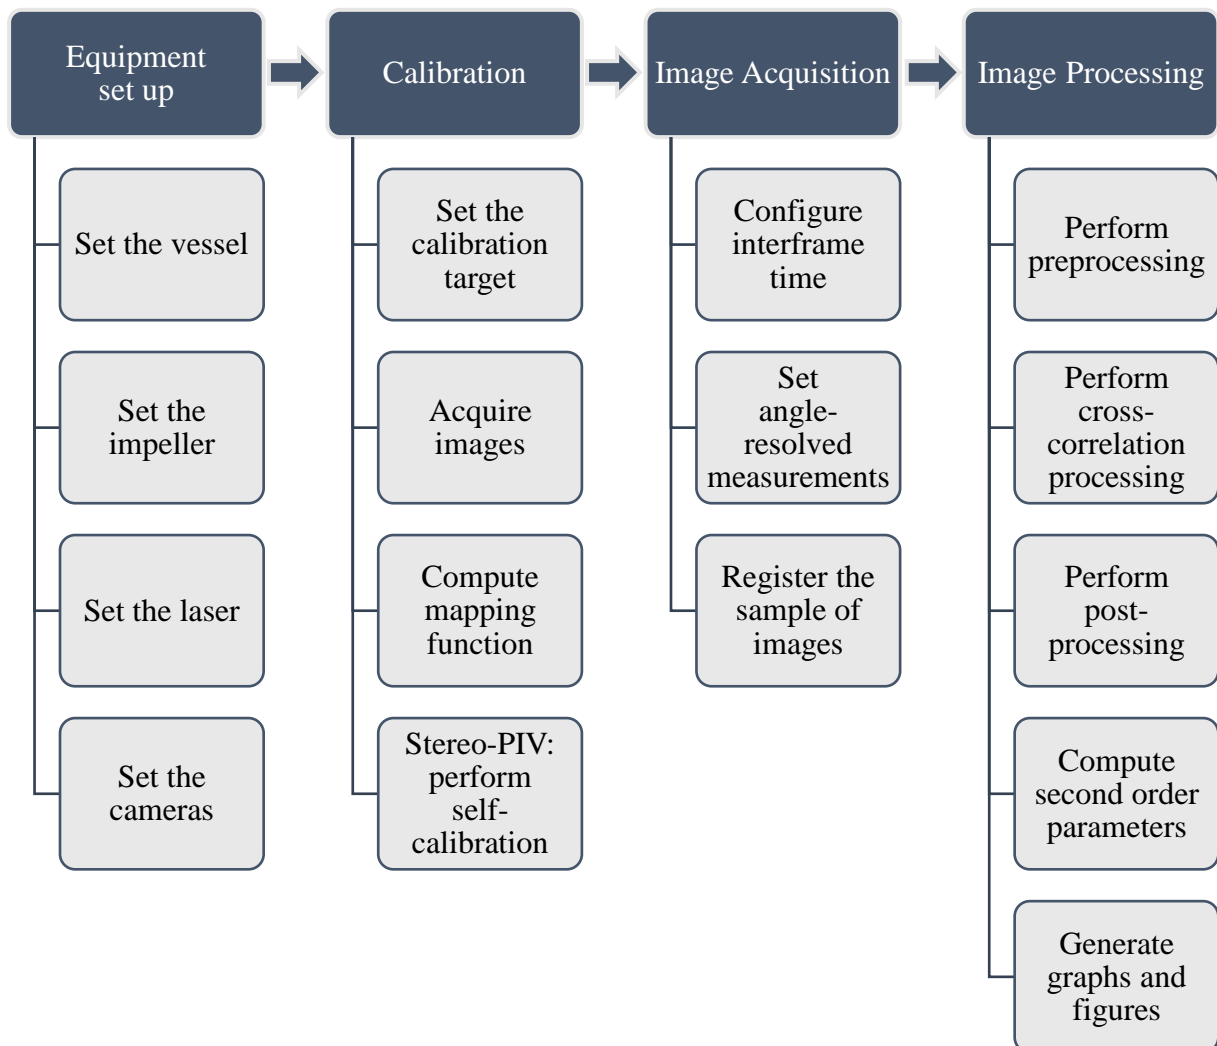 Equipment
set up
Calibration
Image Acquisition
Image Processing
Set the vessel
Set the
impeller
Set the laser
Set the
cameras
Set the
calibration
target
Acquire
images
Compute
mapping
function
Stereo-PIV:
perform
self-
calibration
Configure
interframe
time
Set
angle-
resolved
measurements
Register the
sample of
images
Perform
preprocessing
Perform
cross-
correlation
processing
Perform
post-
processing
Compute
second order
parameters
Generate
graphs and
figures